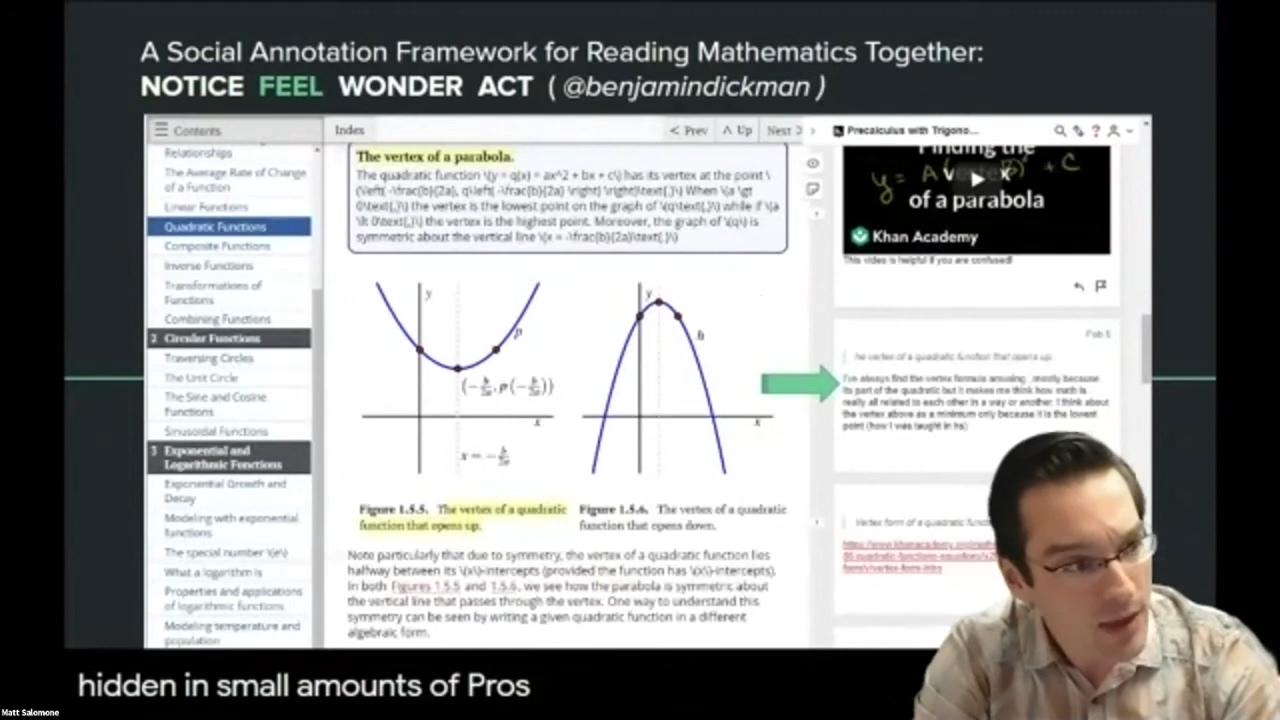 A Social Annotation Framework for Reading Mathematics Together:
NOTICE FEEL WONDER ACT ( @benjamindickman )
Contents
Relationships
The Average Rate of Change
of a Function
Linear Functions
Quadratic Functions
Composite Functions
Inverse Functions
Transformations of
Functions
Combining Functions
2 Circular Functions
Traversing Circles
The Unit Circle
The Sine and Cosine
Functions
Sinusoidal Functions
3 Exponential and
Logarithmic Functions
Exponential Growth and
Decay
Modeling with exponential
functions
The special number \(e\)
What a logarithm is
Properties and applications
of logarithmic functions
Modeling temperature and
population
Index
< Prev
Λ Up
Next >
The vertex of a parabola.
The quadratic function \(y = q(x) = ax^2 + bx + c\) has its vertex at the point \
(\left( -\frac{b}{2a}, q\left( -\frac{b}{2a} \right) \right)\text{.}\) When \(a \gt
0\text{,}\) the vertex is the lowest point on the graph of \(q\text{,}\) while if \(a
\lt 0\text{,}\) the vertex is the highest point. Moreover, the graph of \(q\) is
symmetric about the vertical line \(x = -\frac{b}{2a}\text{.}\)
y
p
(-b/2a, p(-b/2a))
x
x = -b/2a
y
h
x
Figure 1.5.5. The vertex of a quadratic
function that opens up.
Figure 1.5.6. The vertex of a quadratic
function that opens down.
Note particularly that due to symmetry, the vertex of a quadratic function lies
halfway between its \(x\)-intercepts (provided the function has \(x\)-intercepts).
In both Figures 1.5.5 and 1.5.6, we see how the parabola is symmetric about
the vertical line that passes through the vertex. One way to understand this
symmetry can be seen by writing a given quadratic function in a different
algebraic form.
Precalculus with Trigono...
Finding the
vertex
of a parabola
Khan Academy
This video is helpful if you are confused!
Feb 5
he vertex of a quadratic function that opens up
I've always find the vertex formula amusing , mostly because
its part of the quadratic but it makes me think how math is
really all related to each other in a way or another. I think about
the vertex above as a minimum only because it is the lowest
point (how I was taught in hs)
Vertex form of a quadratic func
hidden in small amounts of Pros
Matt Salomone